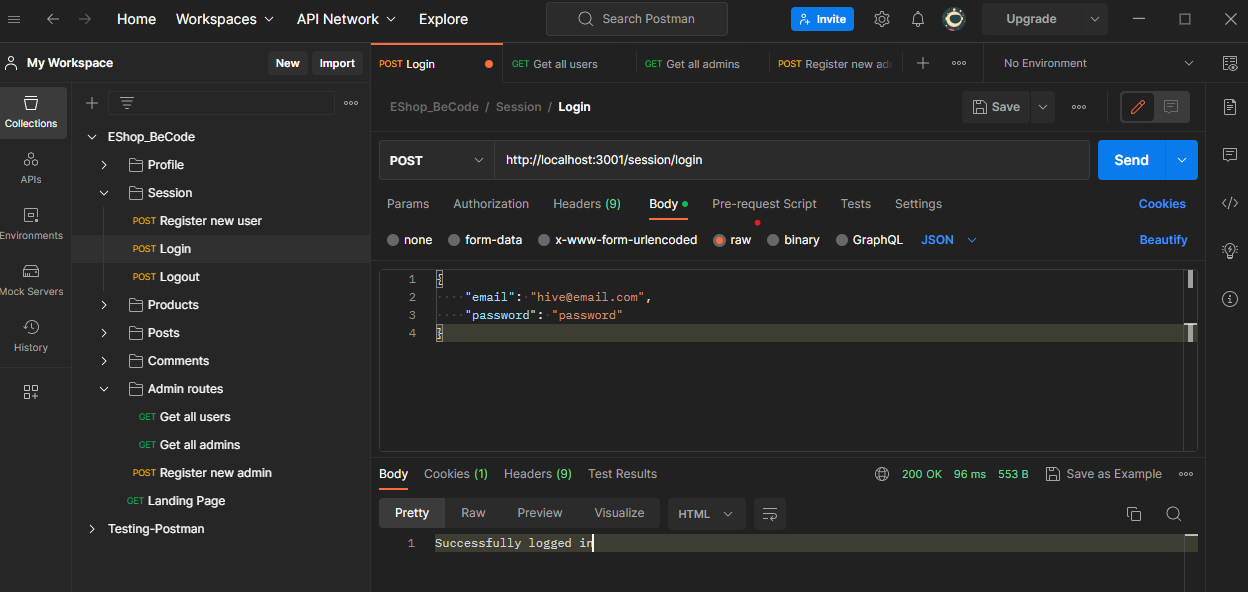 Home Workspaces API Network Explore Search Postman Invite Upgrade
My Workspace New Import
POST Login GET Get all users GET Get all admins POST Register new adm No Environment
Collections
APIs
Environments
Mock Servers
History
EShop_BeCode
Profile
Session
POST Register new user
POST Login
POST Logout
Products
Posts
Comments
Admin routes
GET Get all users
GET Get all admins
POST Register new admin
GET Landing Page
Testing-Postman
EShop_BeCode / Session / Login Save
POST http://localhost:3001/session/login Send
Params Authorization Headers (9) Body Pre-request Script Tests Settings Cookies
none form-data x-www-form-urlencoded raw binary GraphQL JSON Beautify
1 {
2 "email": "hive@email.com",
3 "password": "password"
4 }
Body Cookies (1) Headers (9) Test Results 200 OK 96 ms 553 B Save as Example
Pretty Raw Preview Visualize HTML
1 Successfully logged in